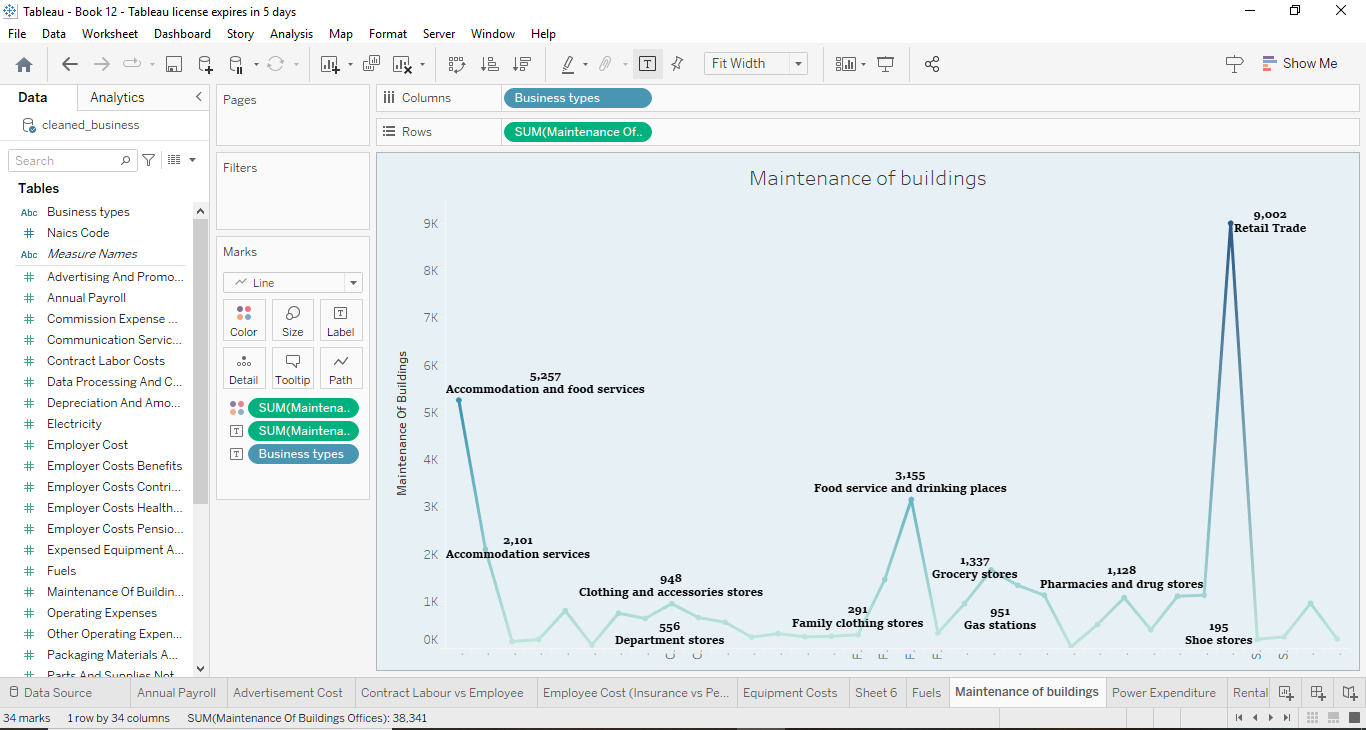 Tableau - Book 12 - Tableau license expires in 5 days
File Data Worksheet Dashboard Story Analysis Map Format Server Window Help
Fit Width
Show Me
Data Analytics
cleaned_business
Search
Tables
Abc Business types
# Naics Code
Abc Measure Names
# Advertising And Promo...
# Annual Payroll
# Commission Expense ...
# Communication Servic...
# Contract Labor Costs
# Data Processing And C...
# Depreciation And Amo...
# Electricity
# Employer Cost
# Employer Costs Benefits
# Employer Costs Contri...
# Employer Costs Health...
# Employer Costs Pensio...
# Expensed Equipment A...
# Fuels
# Maintenance Of Buildin...
# Operating Expenses
# Other Operating Expen...
# Packaging Materials A...
# Parts And Supplies Not
Pages
Filters
Marks
Line
Color Size Label
Detail Tooltip Path
SUM(Maintena..
SUM(Maintena..
Business types
Columns Business types
Rows SUM(Maintenance Of..
Maintenance of buildings
Maintenance Of Buildings
9K
8K
7K
6K
5K
4K
3K
2K
1K
0K
5,257
Accommodation and food services
2,101
Accommodation services
948
Clothing and accessories stores
556
Department stores
291
Family clothing stores
3,155
Food service and drinking places
1,337
Grocery stores
951
Gas stations
1,128
Pharmacies and drug stores
9,002
Retail Trade
195
Shoe stores
Data Source Annual Payroll Advertisement Cost Contract Labour vs Employee Employee Cost (Insurance vs Pe... Equipment Costs Sheet 6 Fuels Maintenance of buildings Power Expenditure Rental
34 marks 1 row by 34 columns SUM(Maintenance Of Buildings Offices): 38,341